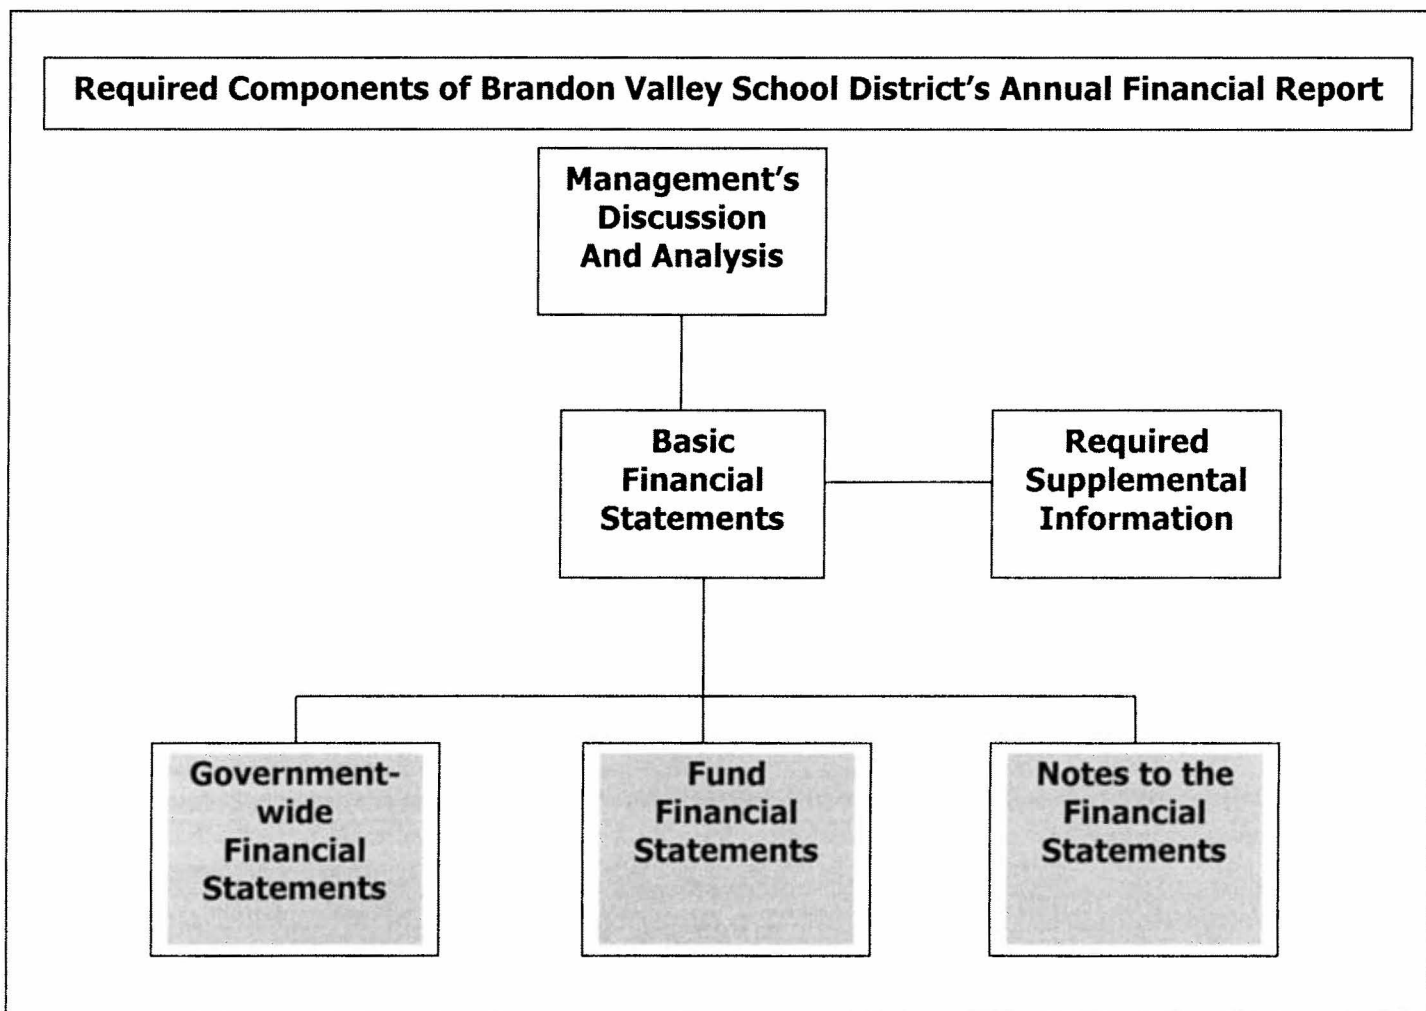 Required Components of Brandon Valley School District’s Annual Financial Report
Management’s
Discussion
And Analysis
Basic
Financial
Statements
Required
Supplemental
Information
Government-
wide
Financial
Statements
Fund
Financial
Statements
Notes to the
Financial
Statements